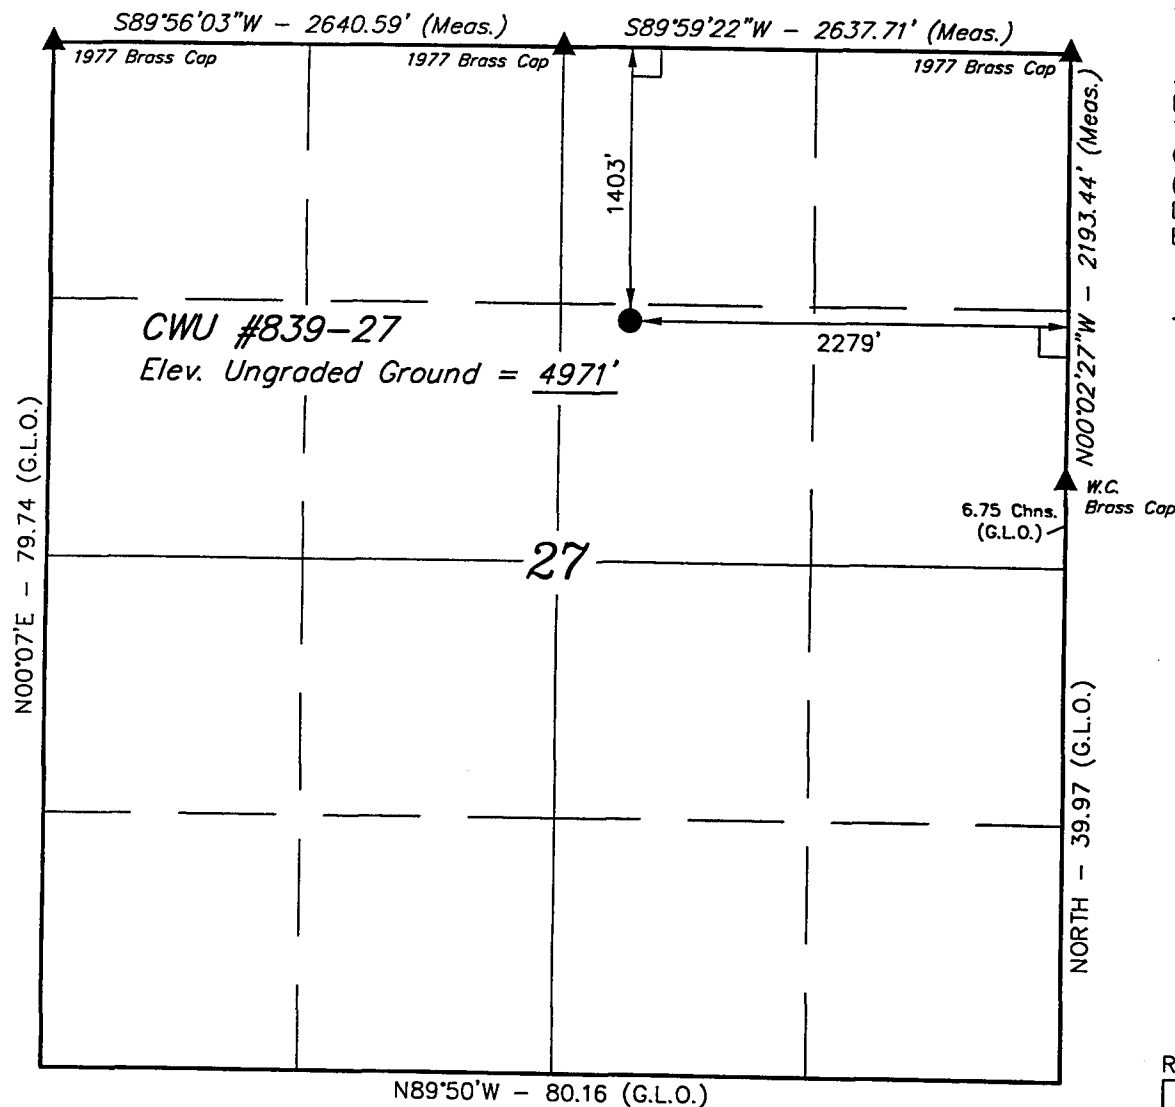 S89°56'03"W - 2640.59' (Meas.)
S89°59'22"W - 2637.71' (Meas.)
1977 Brass Cap
1977 Brass Cap
1977 Brass Cap
1403'
N00°02'27"W - 2193.44' (Meas.)
CWU #839-27
2279'
Elev. Ungraded Ground = 4971'
N00°07'E - 79.74 (G.L.O.)
W.C.
Brass Cap
6.75 Chns.
(G.L.O.)
27
NORTH - 39.97 (G.L.O.)
N89°50'W - 80.16 (G.L.O.)
R